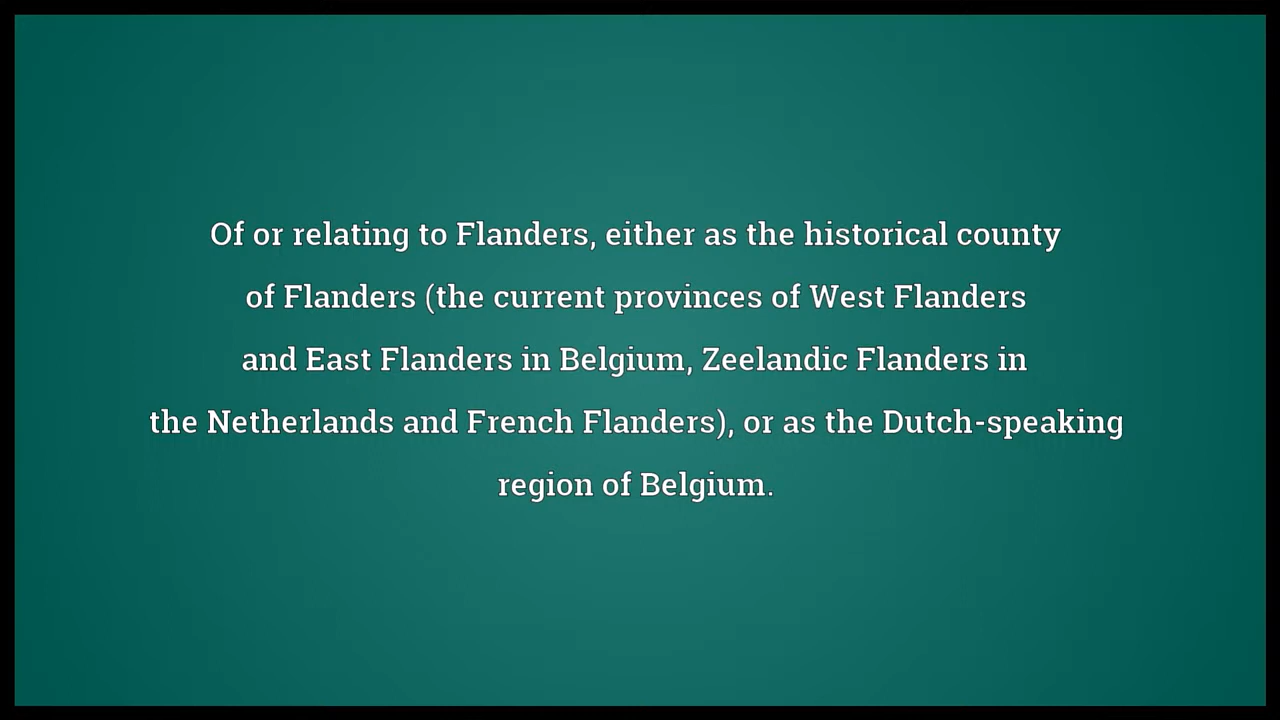 Of or relating to Flanders, either as the historical county
of Flanders (the current provinces of West Flanders
and East Flanders in Belgium, Zeelandic Flanders in
the Netherlands and French Flanders), or as the Dutch-speaking
region of Belgium.